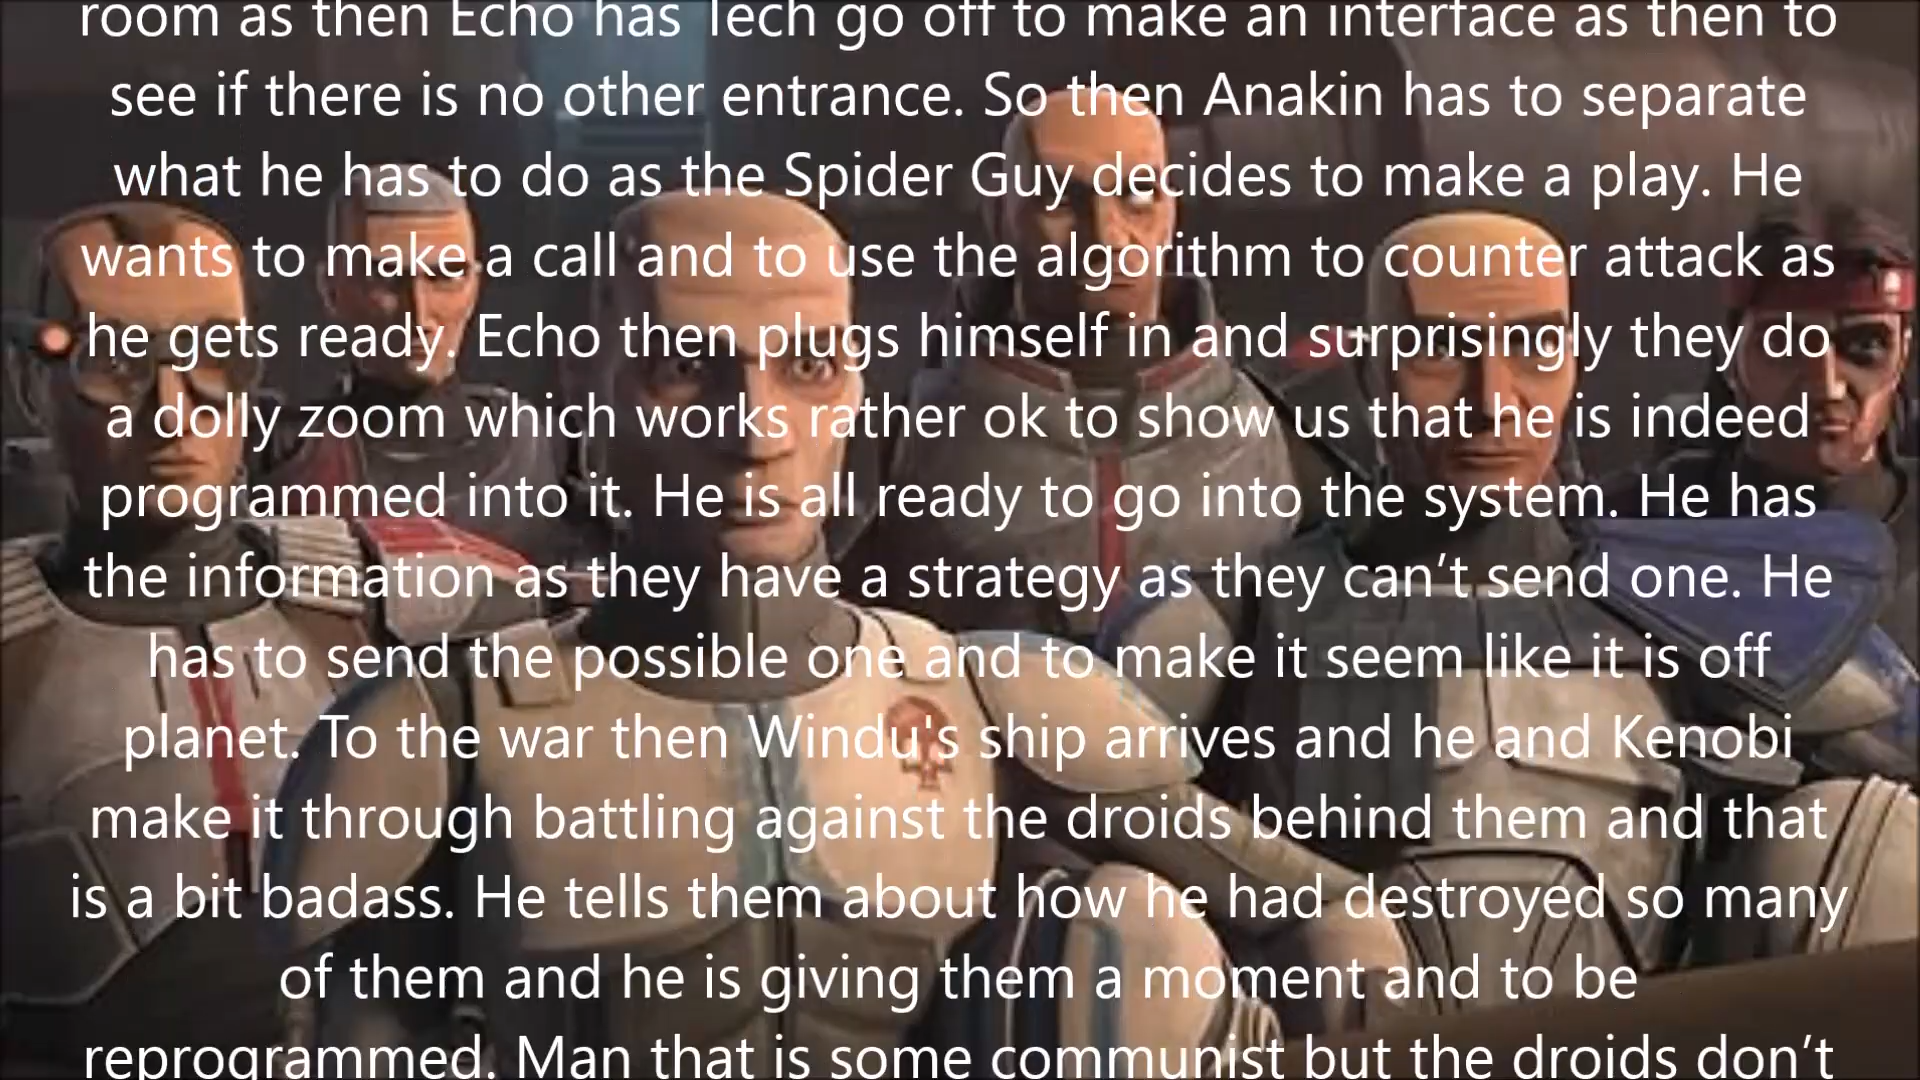 room as then Echo has Tech go off to make an interface as then to
see if there is no other entrance. So then Anakin has to separate
what he has to do as the Spider Guy decides to make a play. He
wants to make a call and to use the algorithm to counter attack as
he gets ready. Echo then plugs himself in and surprisingly they do
a dolly zoom which works rather ok to show us that he is indeed
programmed into it. He is all ready to go into the system. He has
the information as they have a strategy as they can’t send one. He
has to send the possible one and to make it seem like it is off
planet. To the war then Windu's ship arrives and he and Kenobi
make it through battling against the droids behind them and that
is a bit badass. He tells them about how he had destroyed so many
of them and he is giving them a moment and to be
reprogrammed. Man that is some communist but the droids don’t